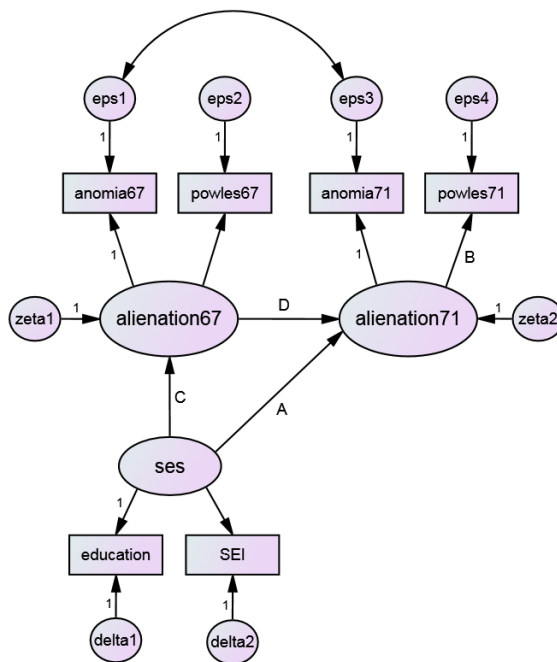 eps1
eps2
eps3
eps4
1
1
1
1
anomia67
powles67
anomia71
powles71
1
1
B
zeta1
1
alienation67
D
alienation71
1
zeta2
C
A
ses
1
education
SEI
1
1
delta1
delta2